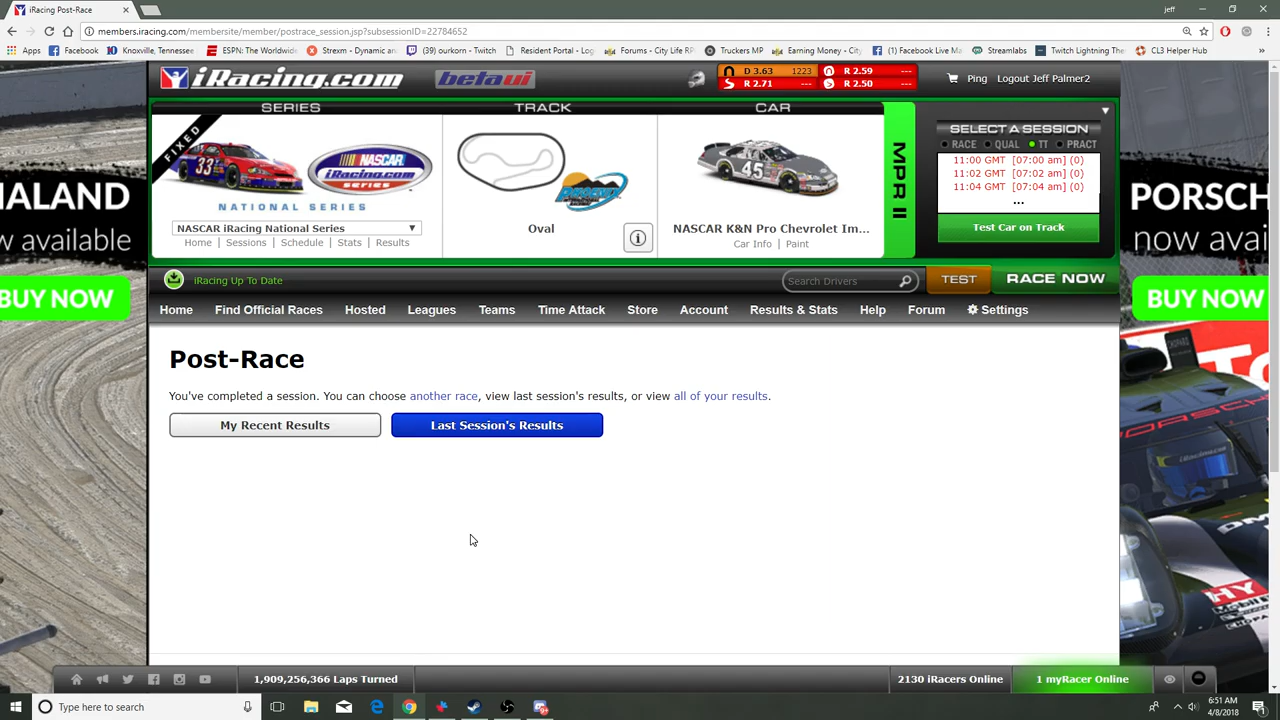 iRacing Post-Race
Jeff
members.iracing.com/membersite/member/postrace_session.jsp?subsessionID=22784652
Apps
Facebook
Knoxville, Tennessee
ESPN: The Worldwide
Strexm - Dynamic an
(39) ourkorn - Twitch
Resident Portal - Log
Forums - City Life RP
Truckers MP
Earning Money - City
(1) Facebook Live Ma
Streamlabs
Twitch Lightning The
CL3 Helper Hub
iRacing.com
betaui
D 3.63 1223
R 2.59 ---
R 2.71 ---
R 2.50 ---
Ping
Logout Jeff Palmer2
SERIES
TRACK
CAR
FIXED
33
NASCAR
iRacing.com
SERIES
NATIONAL SERIES
NASCAR iRacing National Series
Home | Sessions | Schedule | Stats | Results
Oval
45
NASCAR K&N Pro Chevrolet Im...
Car Info | Paint
MPR II
SELECT A SESSION
RACE QUAL TT PRACT
11:00 GMT [07:00 am] (0)
11:02 GMT [07:02 am] (0)
11:04 GMT [07:04 am] (0)
...
Test Car on Track
iRacing Up To Date
Search Drivers
TEST
RACE NOW
Home
Find Official Races
Hosted
Leagues
Teams
Time Attack
Store
Account
Results & Stats
Help
Forum
Settings
Post-Race
You've completed a session. You can choose another race, view last session's results, or view all of your results.
My Recent Results
Last Session's Results
IALAND
w available
BUY NOW
PORSCH
now avai
BUY NOW
PORSCHE
HY
Mobil
1,909,256,366 Laps Turned
2130 iRacers Online
1 myRacer Online
Type here to search
6:51 AM
4/8/2018